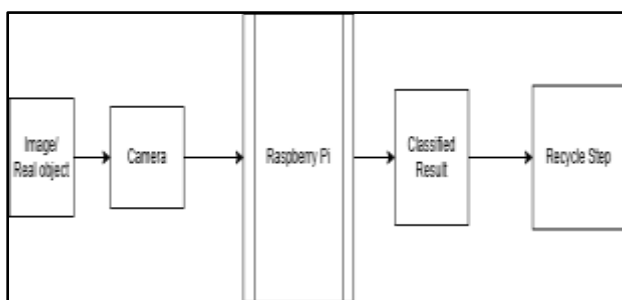 Image/
Real object
Camera
Raspberry Pi
Classified
Result
Recycle Step